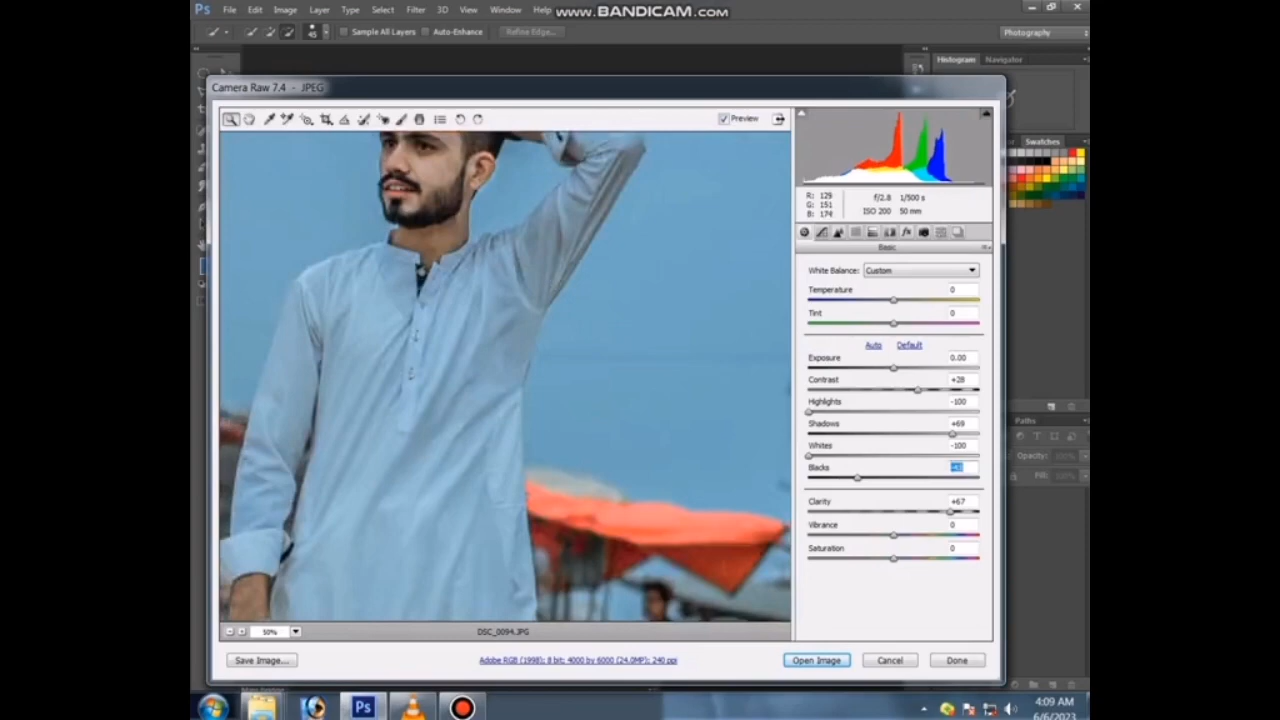 Ps File Edit Image Layer Type Select Filter 3D View Window Help
www.BANDICAM.com
45 Sample All Layers Auto-Enhance Refine Edge... Photography
Histogram Navigator
Camera Raw 7.4 - JPEG
Preview
Swatches
R: 129
G: 151
B: 174
f/2.8 1/500 s
ISO 200 50 mm
Basic
White Balance: Custom
Temperature 0
Tint 0
Auto Default
Exposure 0.00
Contrast +28
Highlights -100
Shadows +69
Whites -100
Blacks
Clarity +67
Vibrance 0
Saturation 0
Paths
Opacity: 100%
Fill: 100%
50%
DSC_0094.JPG
Save Image...
Adobe RGB (1998); 8 bit; 4000 by 6000 (24.0MP); 240 ppi
Open Image Cancel Done
Ps
4:09 AM
6/6/2023